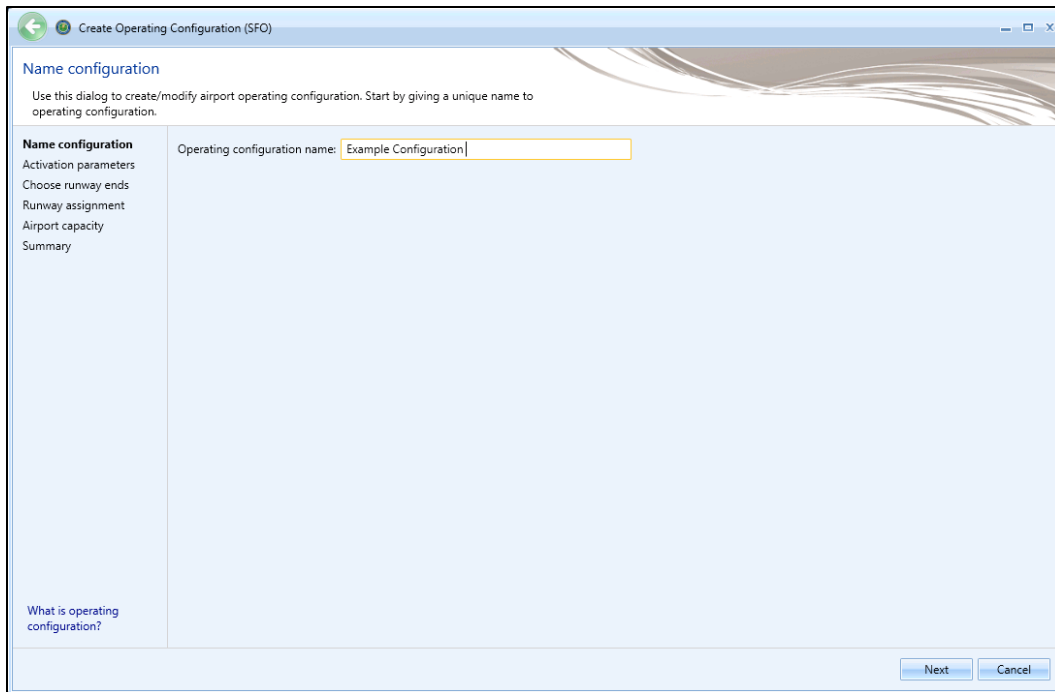 Create Operating Configuration (SFO)
Name configuration
Use this dialog to create/modify airport operating configuration. Start by giving a unique name to
operating configuration.
Name configuration
Activation parameters
Choose runway ends
Runway assignment
Airport capacity
Summary
Operating configuration name: Example Configuration
What is operating
configuration?
Next Cancel